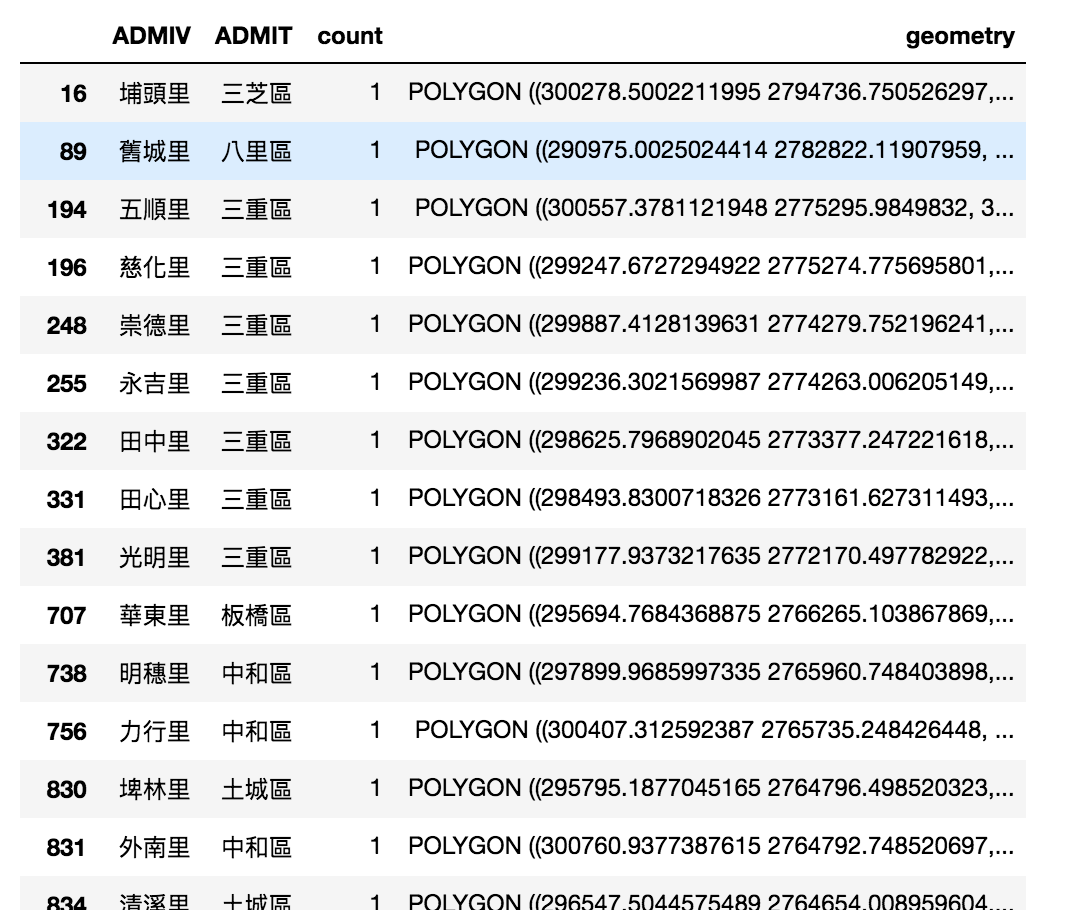 ADMIV ADMIT count geometry
16 埔頭里 三芝區 1 POLYGON ((300278.5002211995 2794736.750526297,...
89 舊城里 八里區 1 POLYGON ((290975.0025024414 2782822.11907959, ...
194 五順里 三重區 1 POLYGON ((300557.3781121948 2775295.9849832, 3...
196 慈化里 三重區 1 POLYGON ((299247.6727294922 2775274.775695801,...
248 崇德里 三重區 1 POLYGON ((299887.4128139631 2774279.752196241,...
255 永吉里 三重區 1 POLYGON ((299236.3021569987 2774263.006205149,...
322 田中里 三重區 1 POLYGON ((298625.7968902045 2773377.247221618,...
331 田心里 三重區 1 POLYGON ((298493.8300718326 2773161.627311493,...
381 光明里 三重區 1 POLYGON ((299177.9373217635 2772170.497782922,...
707 華東里 板橋區 1 POLYGON ((295694.7684368875 2766265.103867869,...
738 明穗里 中和區 1 POLYGON ((297899.9685997335 2765960.748403898,...
756 力行里 中和區 1 POLYGON ((300407.312592387 2765735.248426448, ...
830 埤林里 土城區 1 POLYGON ((295795.1877045165 2764796.498520323,...
831 外南里 中和區 1 POLYGON ((300760.9377387615 2764792.748520697,...
834 清溪里 土城區 1 POLYGON ((296547.5044575489 2764654.008959604,...